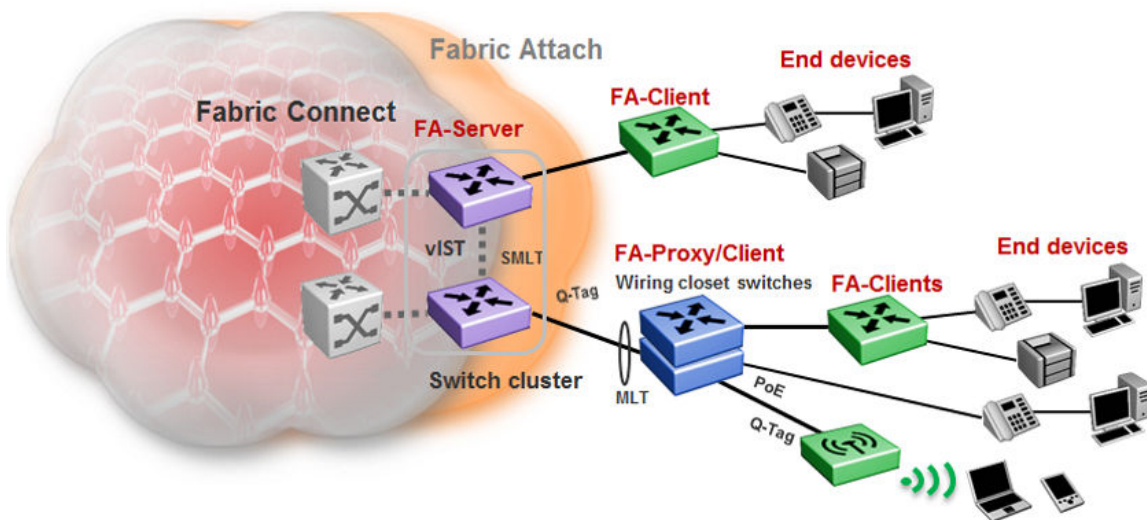 Fabric Attach
End devices
FA-Client
Fabric Connect
FA-Server
vIST
SMLT
FA-Proxy/Client
Wiring closet switches
End devices
FA-Clients
Q-Tag
Switch cluster
MLT
PoE
Q-Tag